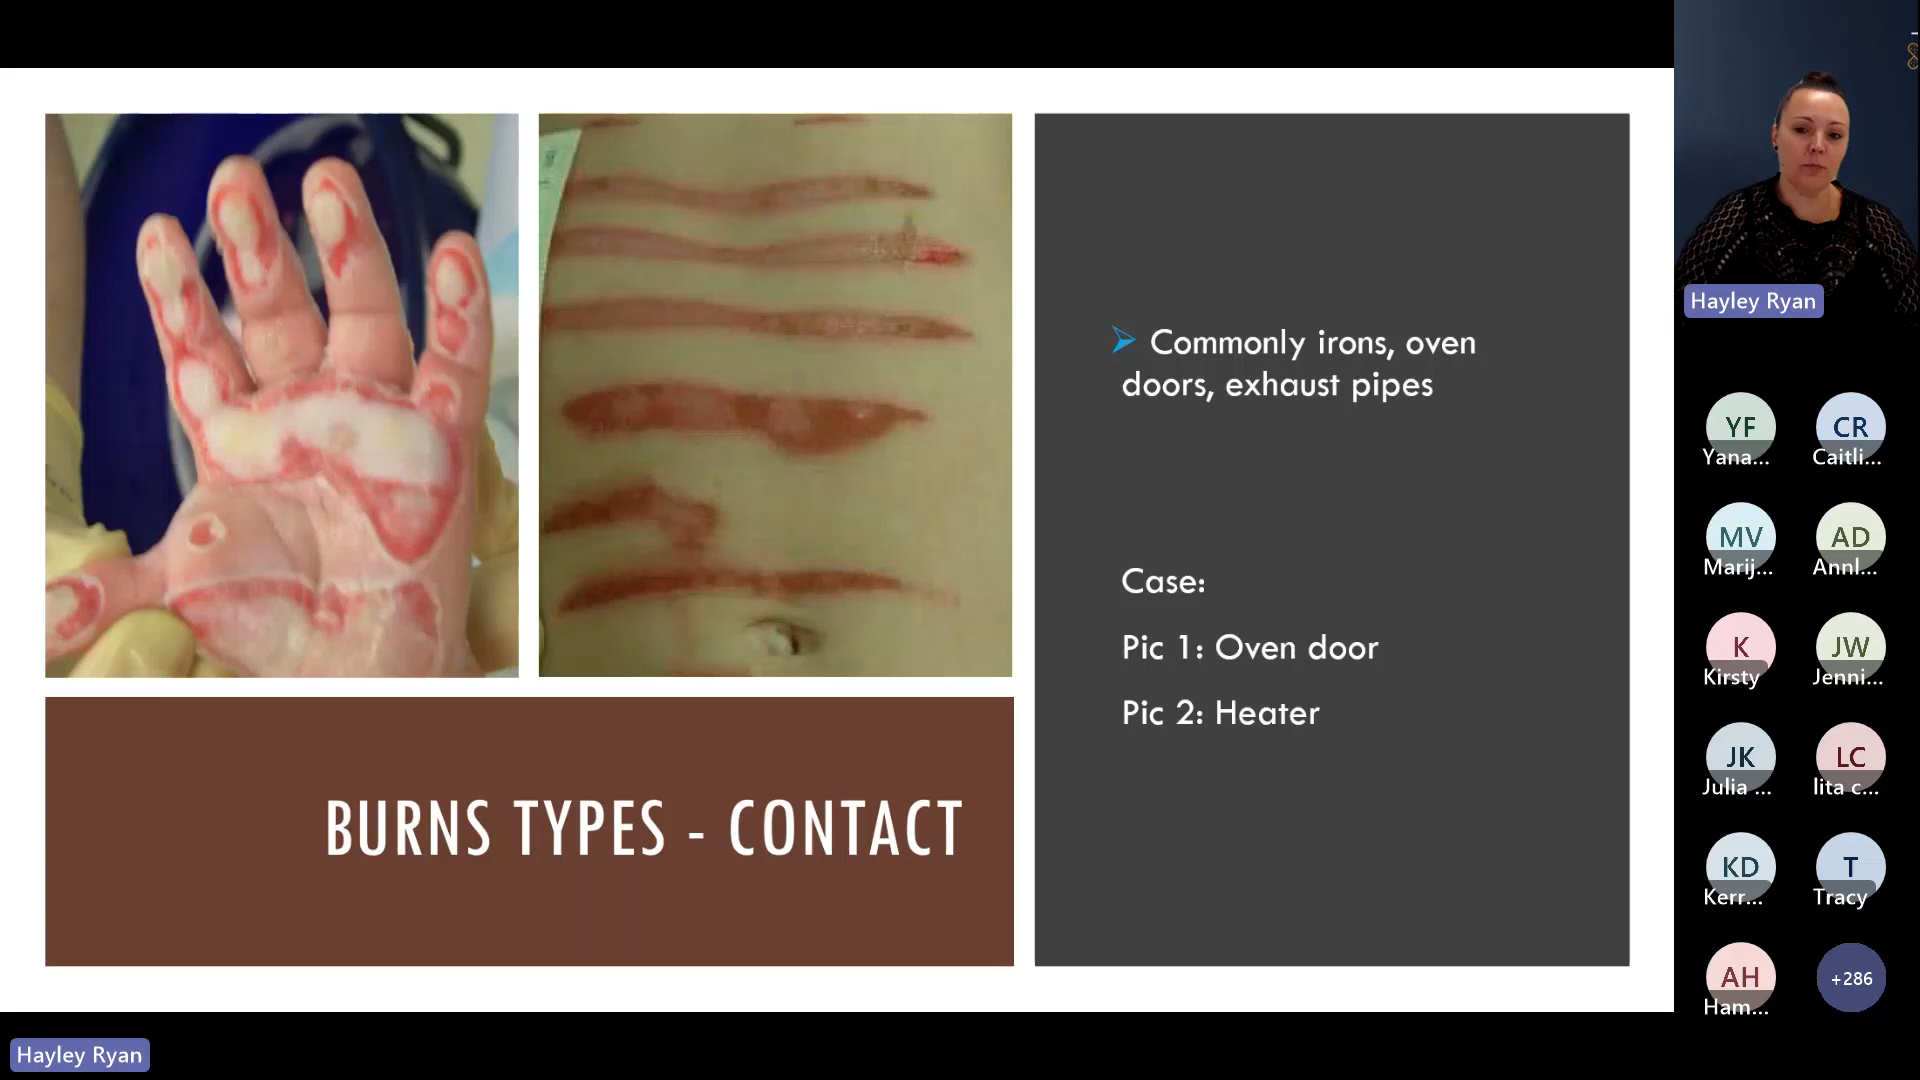 Commonly irons, oven
doors, exhaust pipes
Case:
Pic 1: Oven door
Pic 2: Heater
BURNS TYPES - CONTACT
Hayley Ryan
YF
Yana...
CR
Caitli...
MV
Marij...
AD
Annl...
K
Kirsty
JW
Jenni...
JK
Julia ...
LC
lita c...
KD
Kerr...
T
Tracy
AH
Ham...
+286
Hayley Ryan